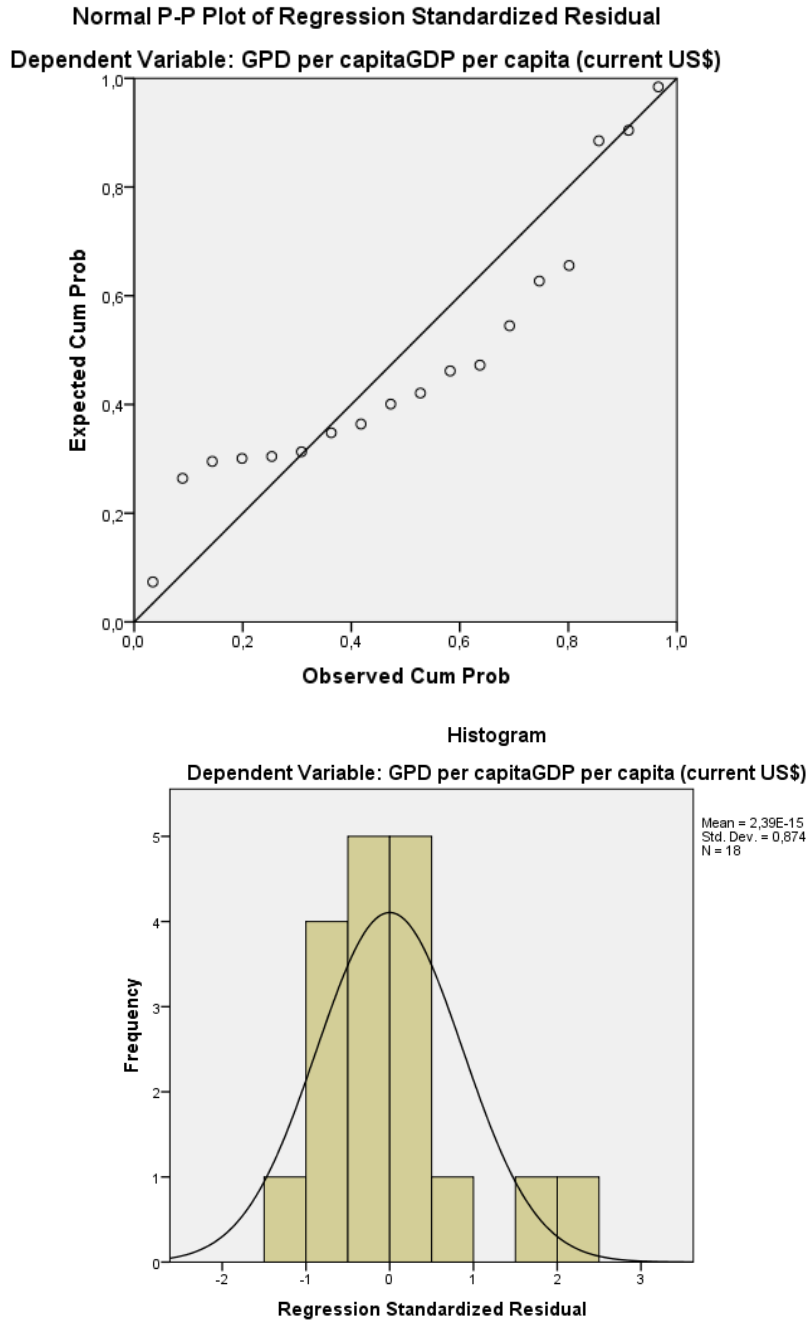 Normal P-P Plot of Regression Standardized Residual
Dependent Variable: GPD per capitaGDP per capita (current US$)
1,0
0,8
0,6
0,4
0,2
0,0
Expected Cum Prob
0,0 0,2 0,4 0,6 0,8 1,0
Observed Cum Prob
Histogram
Dependent Variable: GPD per capitaGDP per capita (current US$)
Mean = 2,39E-15
Std. Dev. = 0,874
N = 18
5
4
3
2
1
0
Frequency
-2 -1 0 1 2 3
Regression Standardized Residual